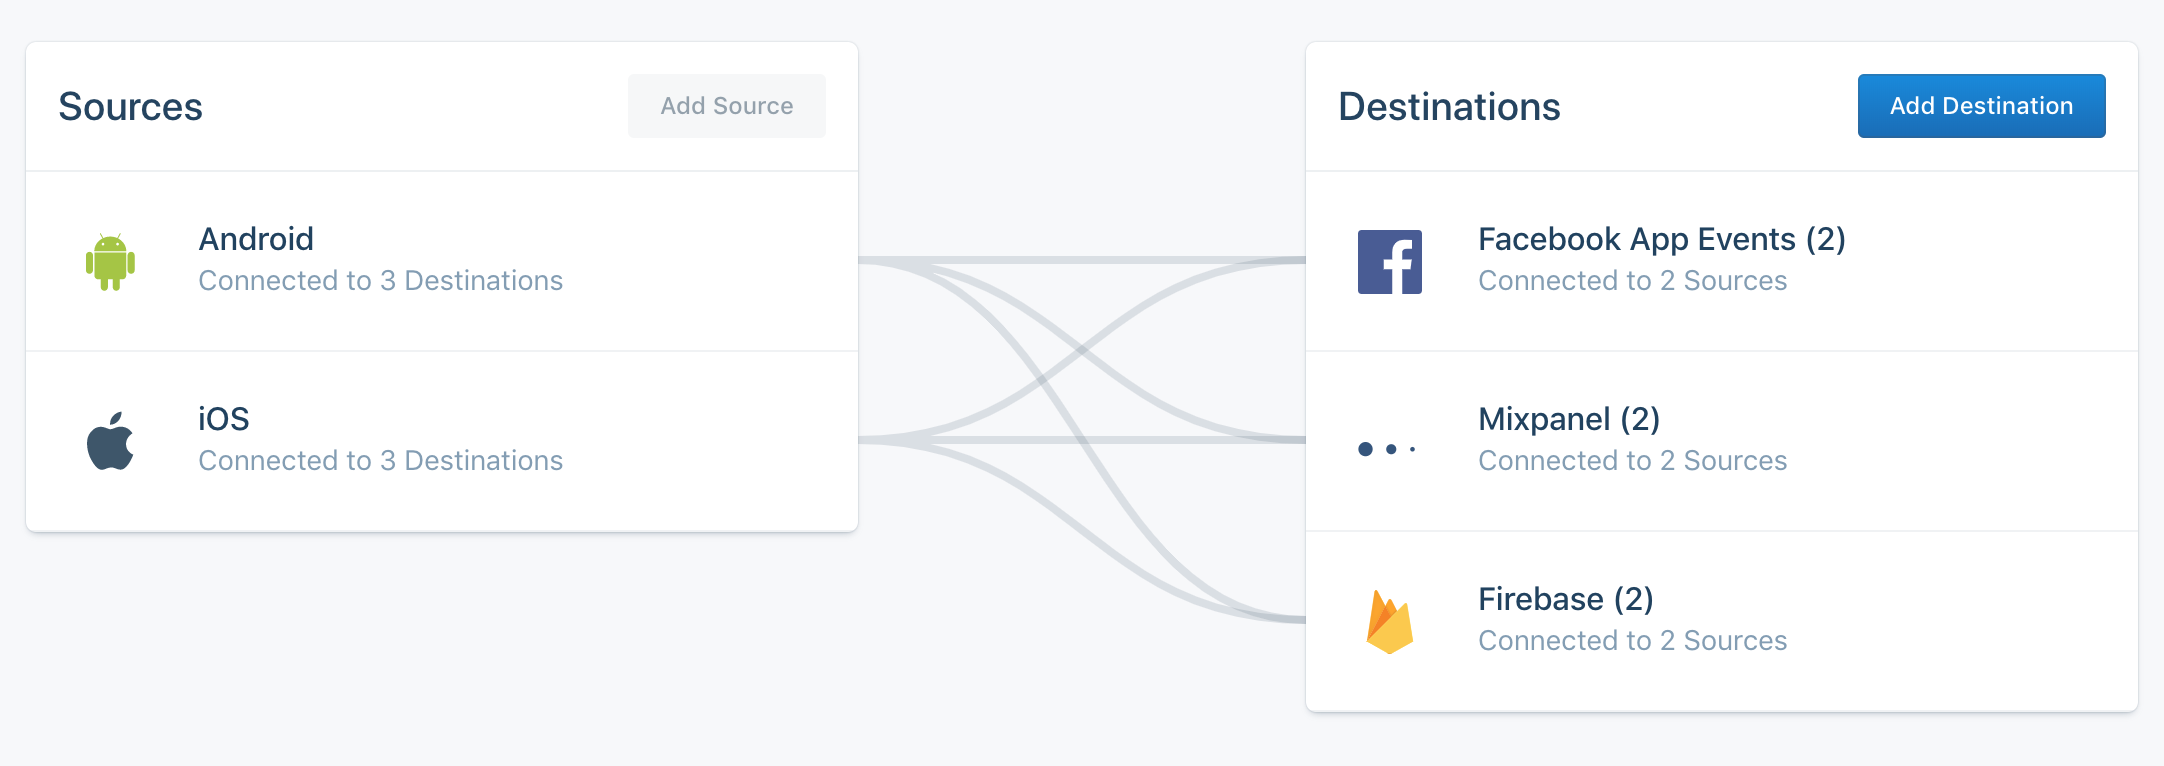 Sources
Add Source
Android
Connected to 3 Destinations
iOS
Connected to 3 Destinations
Destinations
Add Destination
Facebook App Events (2)
Connected to 2 Sources
Mixpanel (2)
Connected to 2 Sources
Firebase (2)
Connected to 2 Sources